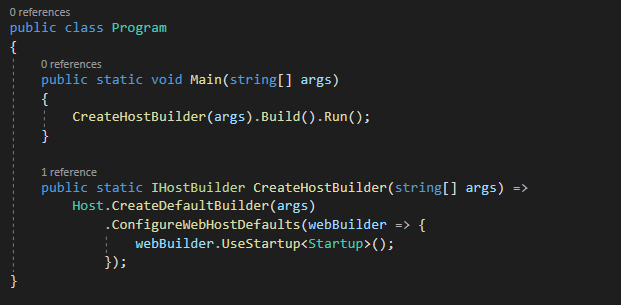 0 references
public class Program
{
0 references
public static void Main(string[] args)
{
CreateHostBuilder(args).Build().Run();
}
1 reference
public static IHostBuilder CreateHostBuilder(string[] args) =>
Host.CreateDefaultBuilder(args)
.ConfigureWebHostDefaults(webBuilder => {
webBuilder.UseStartup<Startup>();
});
}